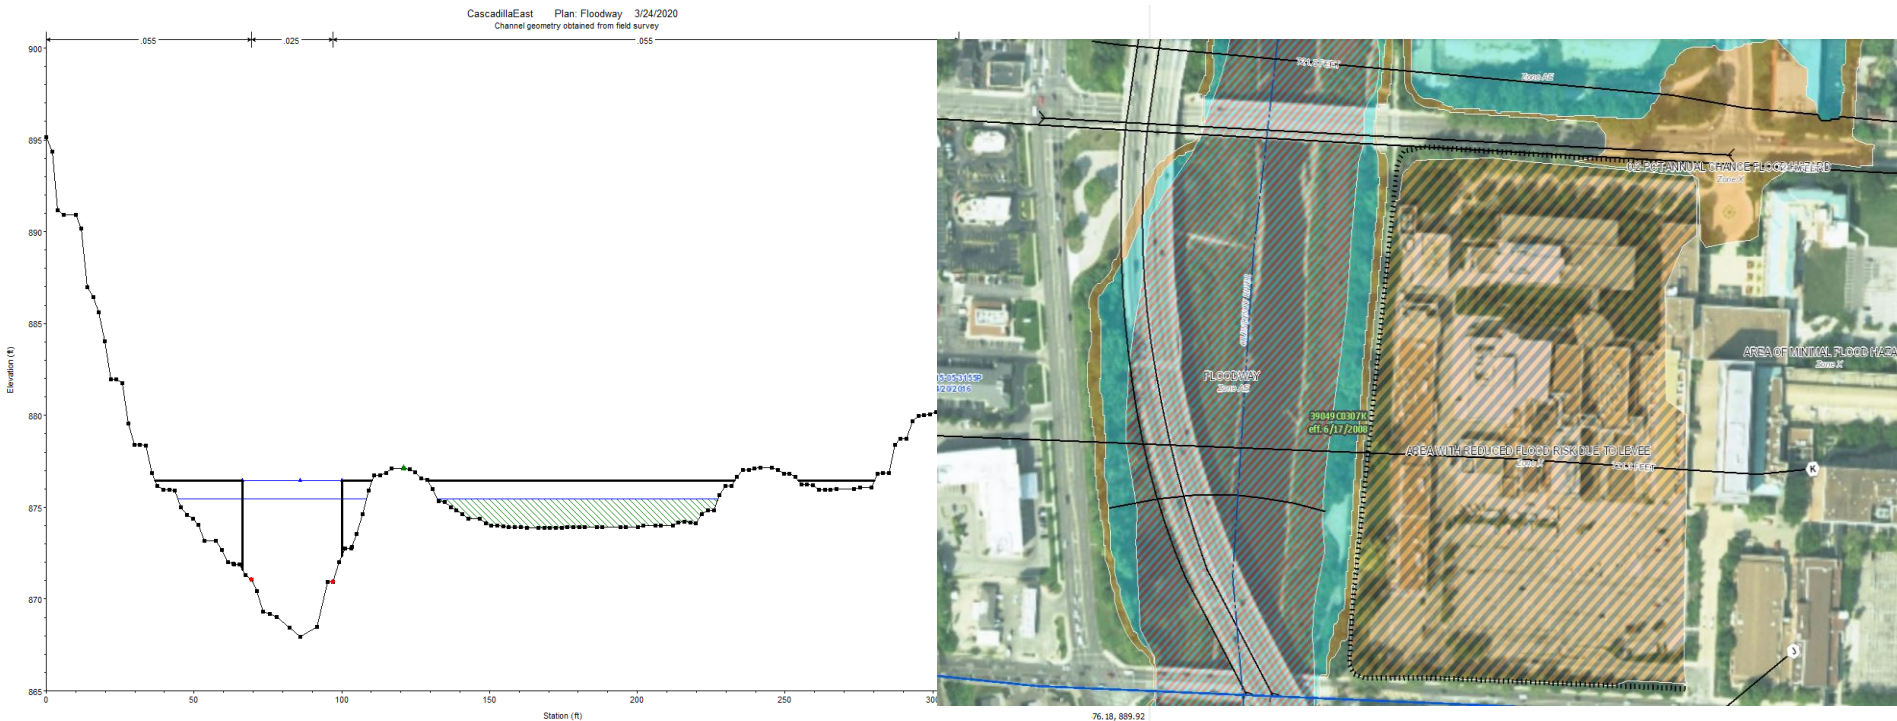 CascadillaEast Plan: Floodway 3/24/2020
Channel geometry obtained from field survey
.055
.025
.055
900
895
890
885
880
875
870
865
Elevation (ft)
0
50
100
150
200
250
Station (ft)
76.18, 889.92
Zone AE
0.2 PCT ANNUAL CHANCE FLOOD HAZARD
Zone X
AREA OF MINIMAL FLOOD HAZA
Zone X
FLOODWAY
Zone AE
39049C0307K
eff. 6/17/2008
AREA WITH REDUCED FLOOD RISK DUE TO LEVEE
Zone X
K
J